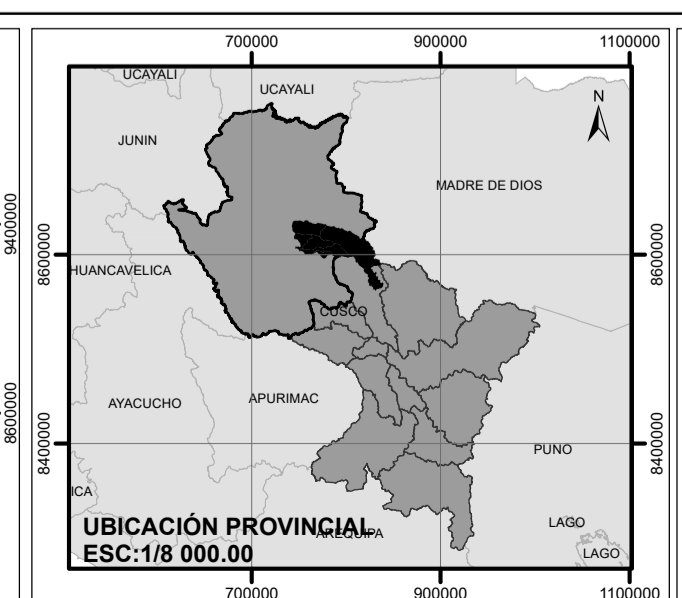 700000
900000
1100000
UCAYALI
UCAYALI
N
JUNIN
MADRE DE DIOS
9400000
8600000
8600000
HUANCAVELICA
CUSCO
APURIMAC
AYACUCHO
8600000
8400000
8400000
PUNO
ICA
LAGO
UBICACIÓN PROVINCIAL
AREQUIPA
ESC:1/8 000.00
LAGO
700000
900000
1100000